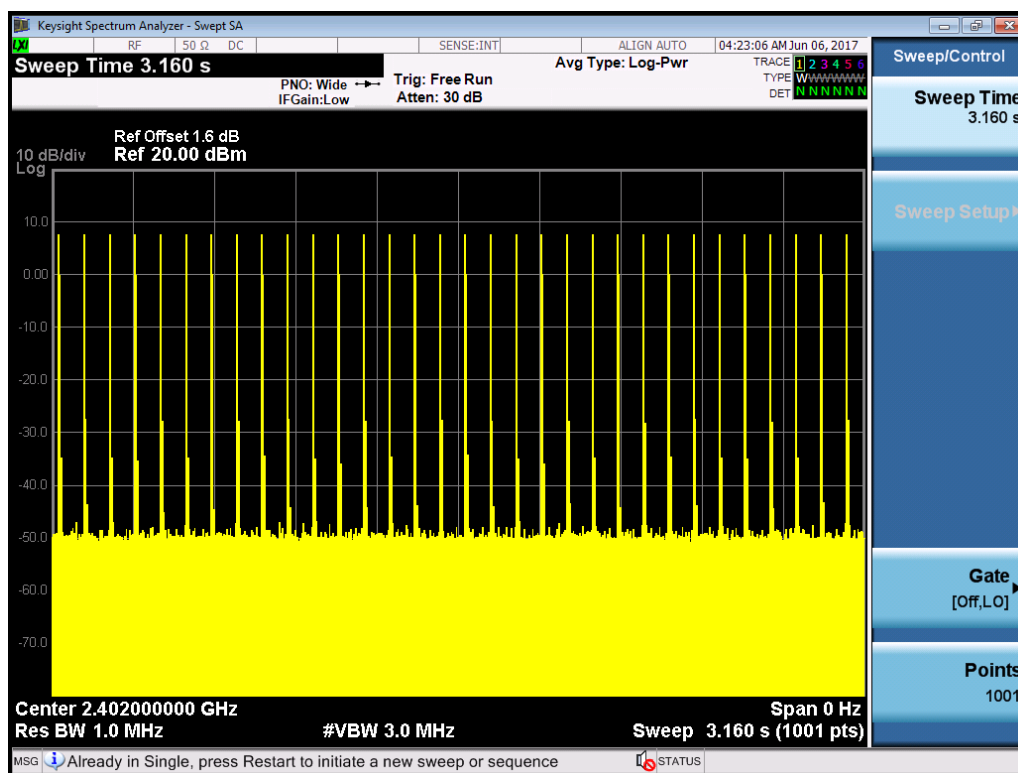 Keysight Spectrum Analyzer - Swept SA
LXI RF 50 Ω DC SENSE:INT ALIGN AUTO 04:23:06 AM Jun 06, 2017
Sweep Time 3.160 s
PNO: Wide
IFGain:Low
Trig: Free Run
Atten: 30 dB
Avg Type: Log-Pwr
TRACE 1 2 3 4 5 6
TYPE WWWWWW
DET N N N N N N
Ref Offset 1.6 dB
10 dB/div Ref 20.00 dBm
Log
10.0
0.00
-10.0
-20.0
-30.0
-40.0
-50.0
-60.0
-70.0
Center 2.402000000 GHz Span 0 Hz
Res BW 1.0 MHz #VBW 3.0 MHz Sweep 3.160 s (1001 pts)
MSG Already in Single, press Restart to initiate a new sweep or sequence STATUS
Sweep/Control
Sweep Time
3.160 s
Sweep Setup
Gate
[Off,LO]
Points
1001